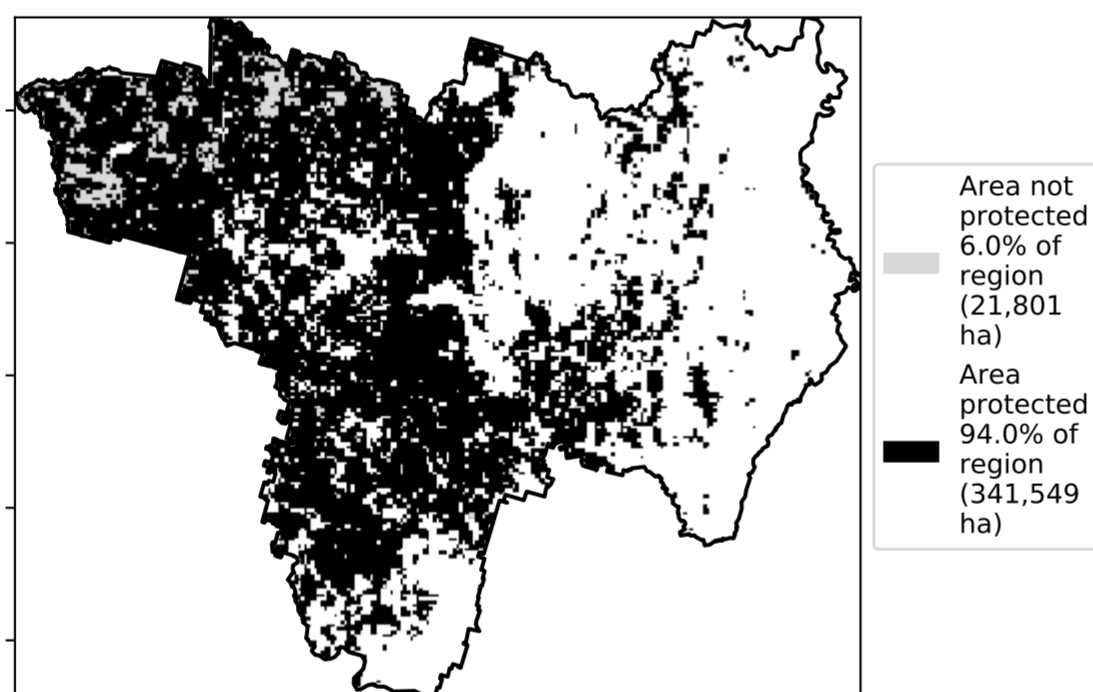 Area not
protected
6.0% of
region
(21,801
ha)
Area
protected
94.0% of
region
(341,549
ha)